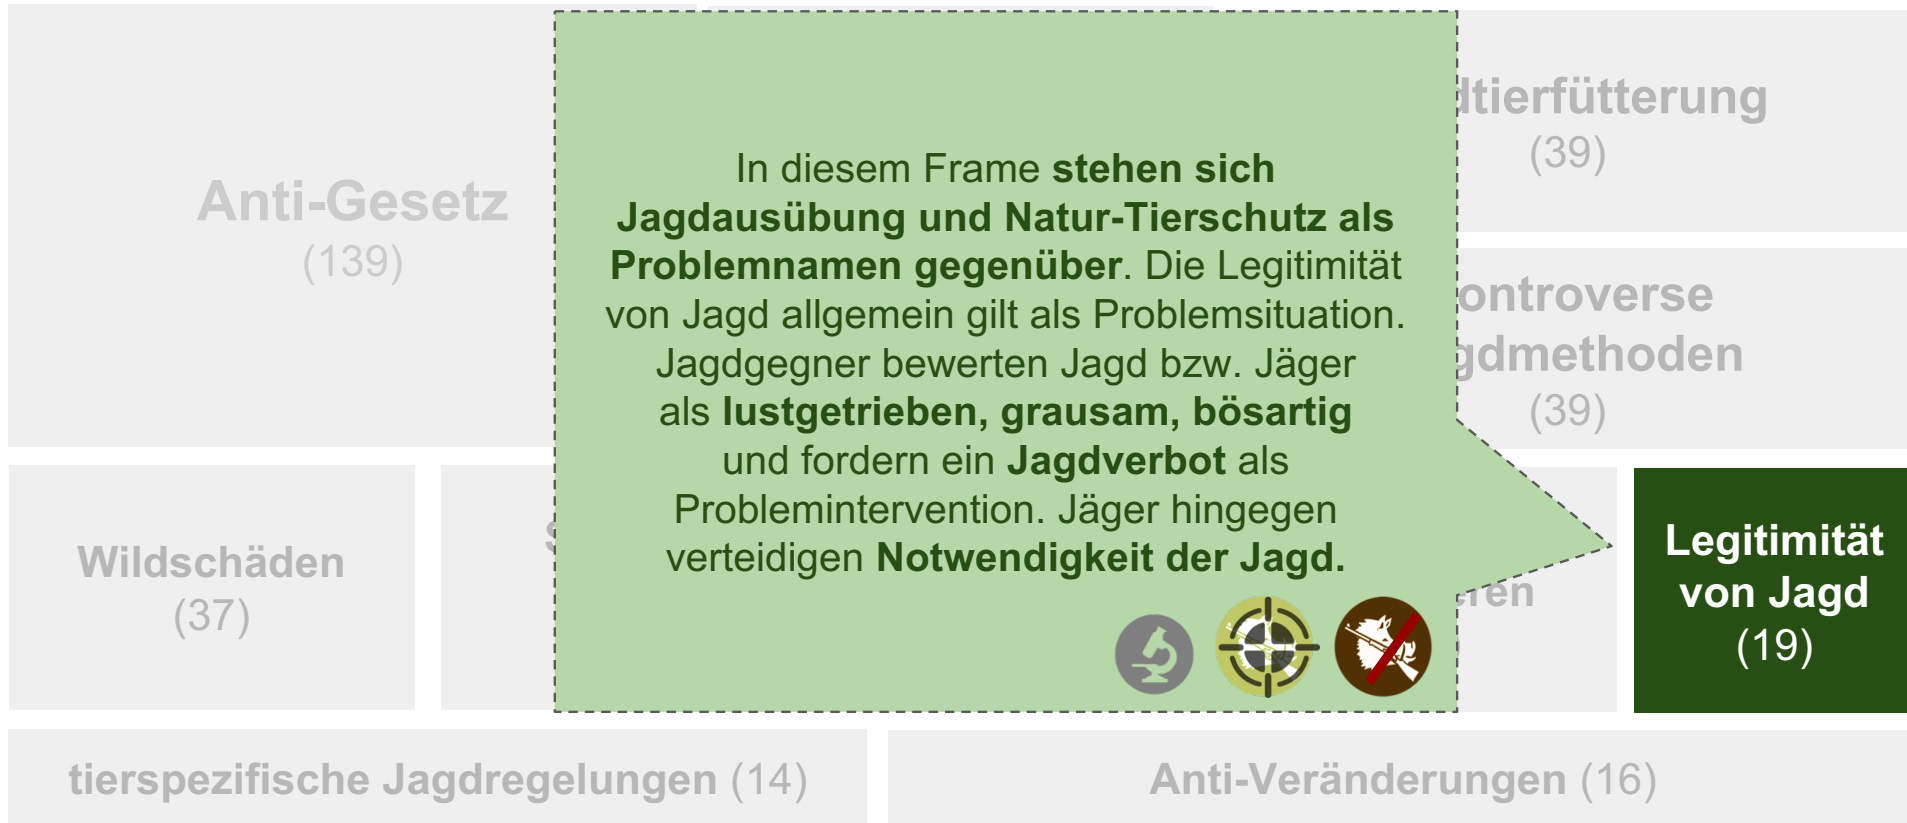 Anti-Gesetz
(139)
In diesem Frame stehen sich
Jagdausübung und Natur-Tierschutz als
Problemnamen gegenüber. Die Legitimität
von Jagd allgemein gilt als Problemsituation.
Jagdgegner bewerten Jagd bzw. Jäger
als lustgetrieben, grausam, bösartig
und fordern ein Jagdverbot als
Problemintervention. Jäger hingegen
verteidigen Notwendigkeit der Jagd.
dtierfütterung
(39)
ontroverse
gdmethoden
(39)
Wildschäden
(37)
eren
Legitimität
von Jagd
(19)
tierspezifische Jagdregelungen (14)
Anti-Veränderungen (16)